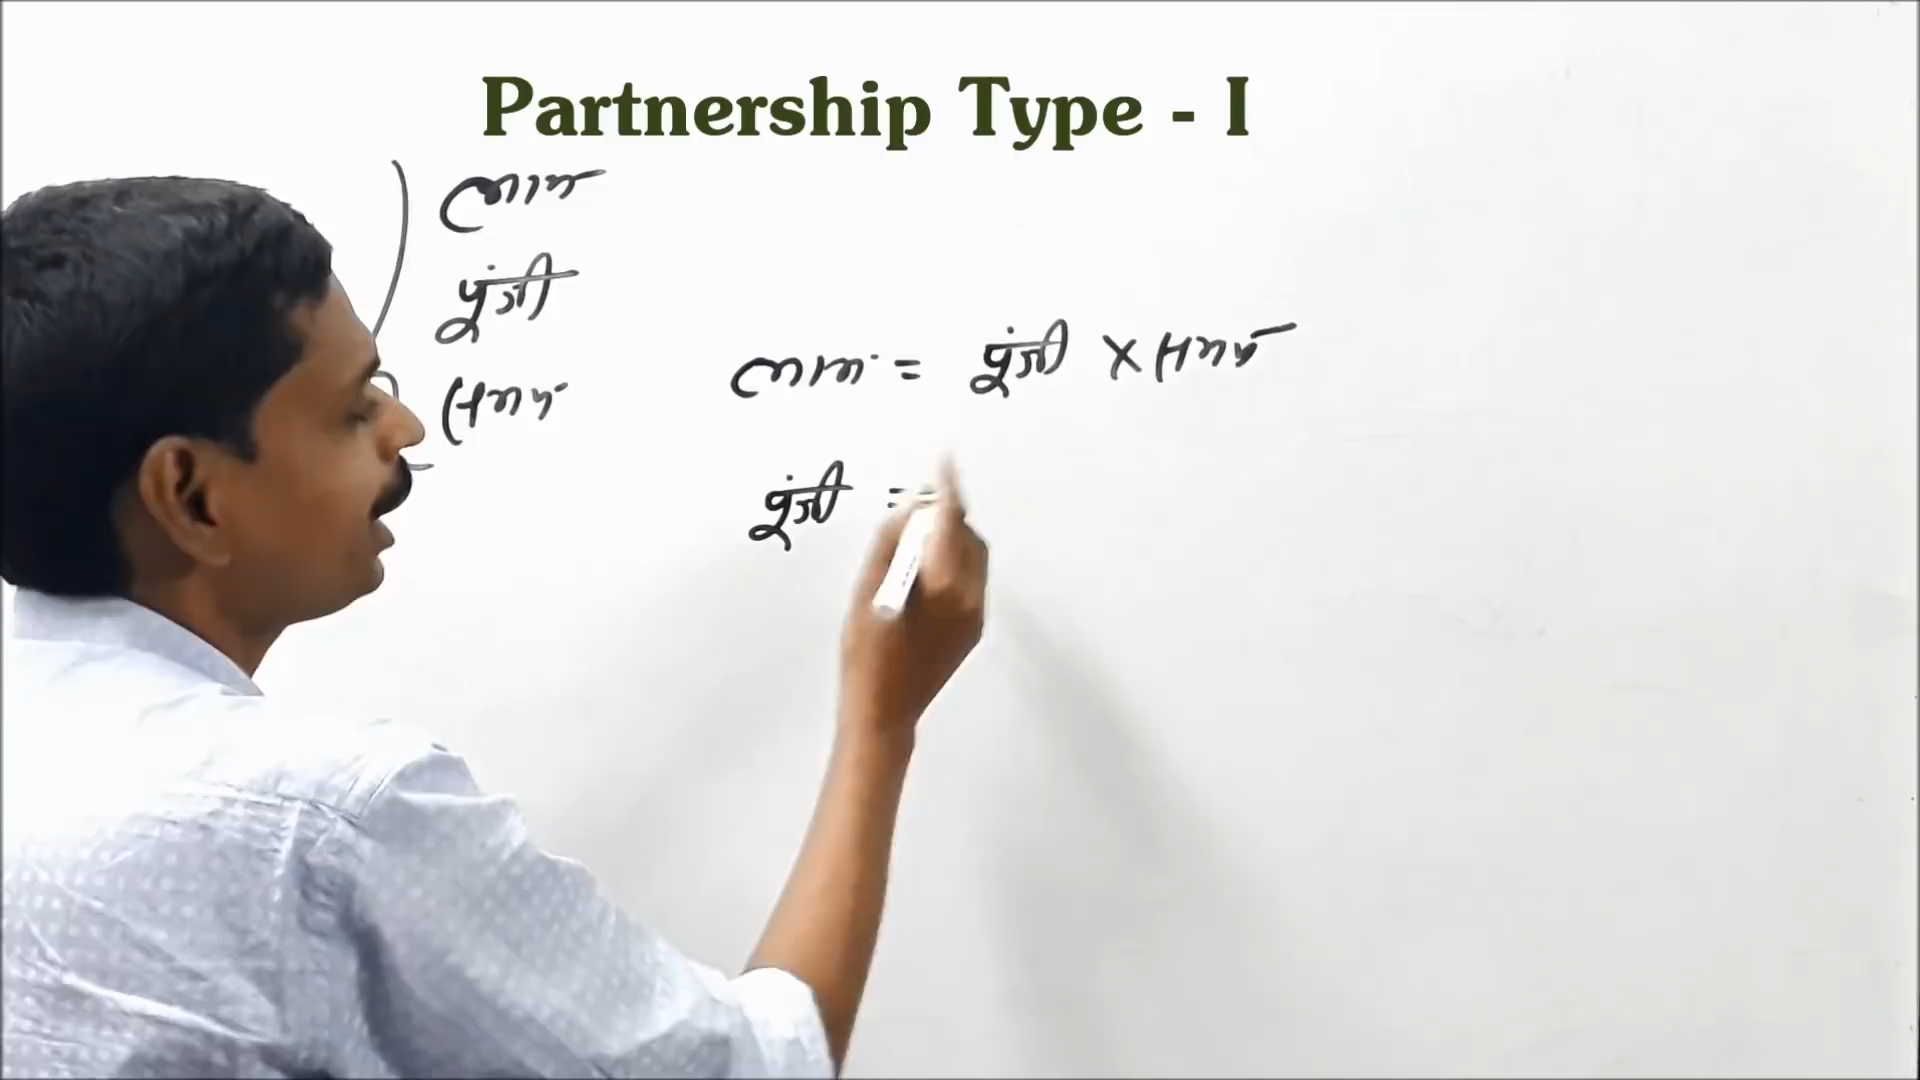 Partnership Type - I
लाभ
पूंजी
समय
लाभ = पूंजी × समय
पूंजी =